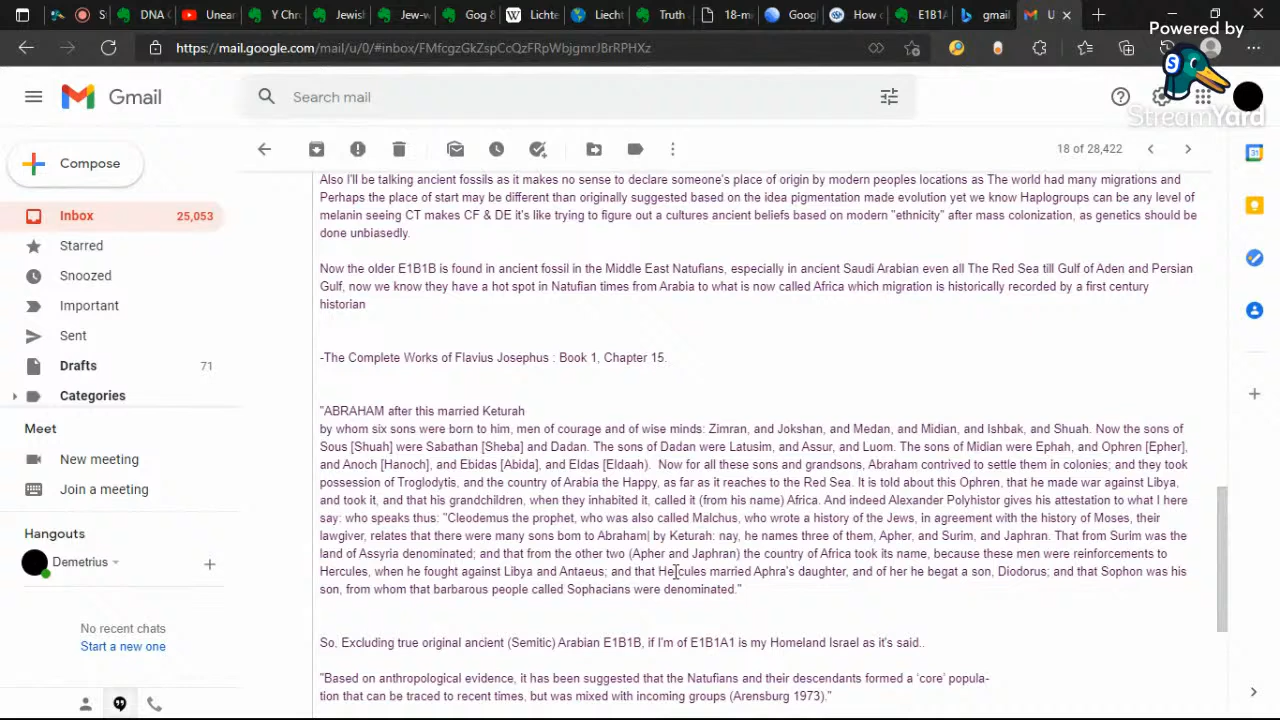 S
DNA (
Unear
Y Chro
Jewish
Jew-w
Gog 8
Lichte
Liecht
Truth
18-m
Googl
How c
E1B1A
gmail
U
https://mail.google.com/mail/u/0/#inbox/FMfcgzGkZspCcQzFRpWbjgmrJBrRPHXz
Powered by
StreamYard
Gmail
Search mail
Compose
18 of 28,422
Inbox 25,053
Starred
Snoozed
Important
Sent
Drafts 71
Categories
Meet
New meeting
Join a meeting
Hangouts
Demetrius
No recent chats
Start a new one
Also I'll be talking ancient fossils as it makes no sense to declare someone's place of origin by modern peoples locations as The world had many migrations and
Perhaps the place of start may be different than originally suggested based on the idea pigmentation made evolution yet we know Haplogroups can be any level of
melanin seeing CT makes CF & DE it's like trying to figure out a cultures ancient beliefs based on modern "ethnicity" after mass colonization, as genetics should be
done unbiasedly.
Now the older E1B1B is found in ancient fossil in the Middle East Natufians, especially in ancient Saudi Arabian even all The Red Sea till Gulf of Aden and Persian
Gulf, now we know they have a hot spot in Natufian times from Arabia to what is now called Africa which migration is historically recorded by a first century
historian
-The Complete Works of Flavius Josephus : Book 1, Chapter 15.
"ABRAHAM after this married Keturah
by whom six sons were born to him, men of courage and of wise minds: Zimran, and Jokshan, and Medan, and Midian, and Ishbak, and Shuah. Now the sons of
Sous [Shuah] were Sabathan [Sheba] and Dadan. The sons of Dadan were Latusim, and Assur, and Luom. The sons of Midian were Ephah, and Ophren [Epher],
and Anoch [Hanoch], and Ebidas [Abida], and Eldas [Eldaah). Now for all these sons and grandsons, Abraham contrived to settle them in colonies; and they took
possession of Troglodytis, and the country of Arabia the Happy, as far as it reaches to the Red Sea. It is told about this Ophren, that he made war against Libya,
and took it, and that his grandchildren, when they inhabited it, called it (from his name) Africa. And indeed Alexander Polyhistor gives his attestation to what I here
say: who speaks thus: "Cleodemus the prophet, who was also called Malchus, who wrote a history of the Jews, in agreement with the history of Moses, their
lawgiver, relates that there were many sons born to Abraham by Keturah: nay, he names three of them, Apher, and Surim, and Japhran. That from Surim was the
land of Assyria denominated; and that from the other two (Apher and Japhran) the country of Africa took its name, because these men were reinforcements to
Hercules, when he fought against Libya and Antaeus; and that Hercules married Aphra's daughter, and of her he begat a son, Diodorus; and that Sophon was his
son, from whom that barbarous people called Sophacians were denominated."
So, Excluding true original ancient (Semitic) Arabian E1B1B, if I'm of E1B1A1 is my Homeland Israel as it's said..
"Based on anthropological evidence, it has been suggested that the Natufians and their descendants formed a ‘core’ popula-
tion that can be traced to recent times, but was mixed with incoming groups (Arensburg 1973)."